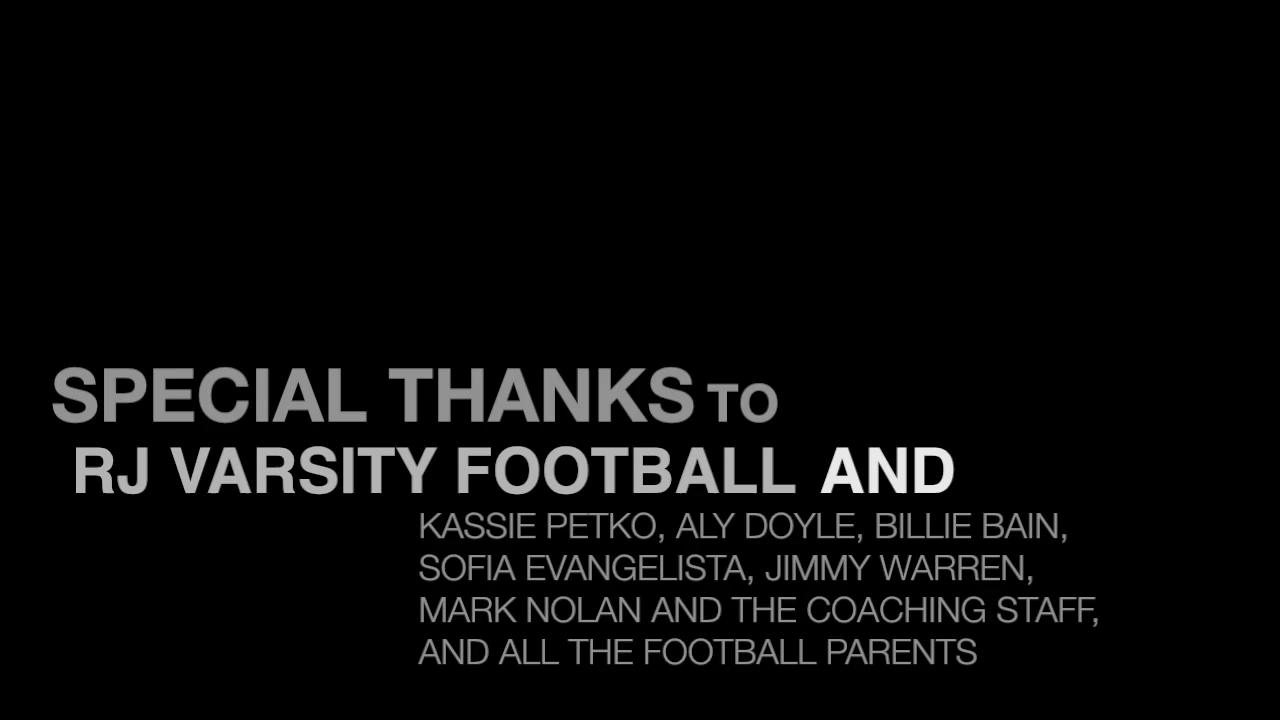 SPECIAL THANKS TO
RJ VARSITY FOOTBALL AND
KASSIE PETKO, ALY DOYLE, BILLIE BAIN,
SOFIA EVANGELISTA, JIMMY WARREN,
MARK NOLAN AND THE COACHING STAFF,
AND ALL THE FOOTBALL PARENTS